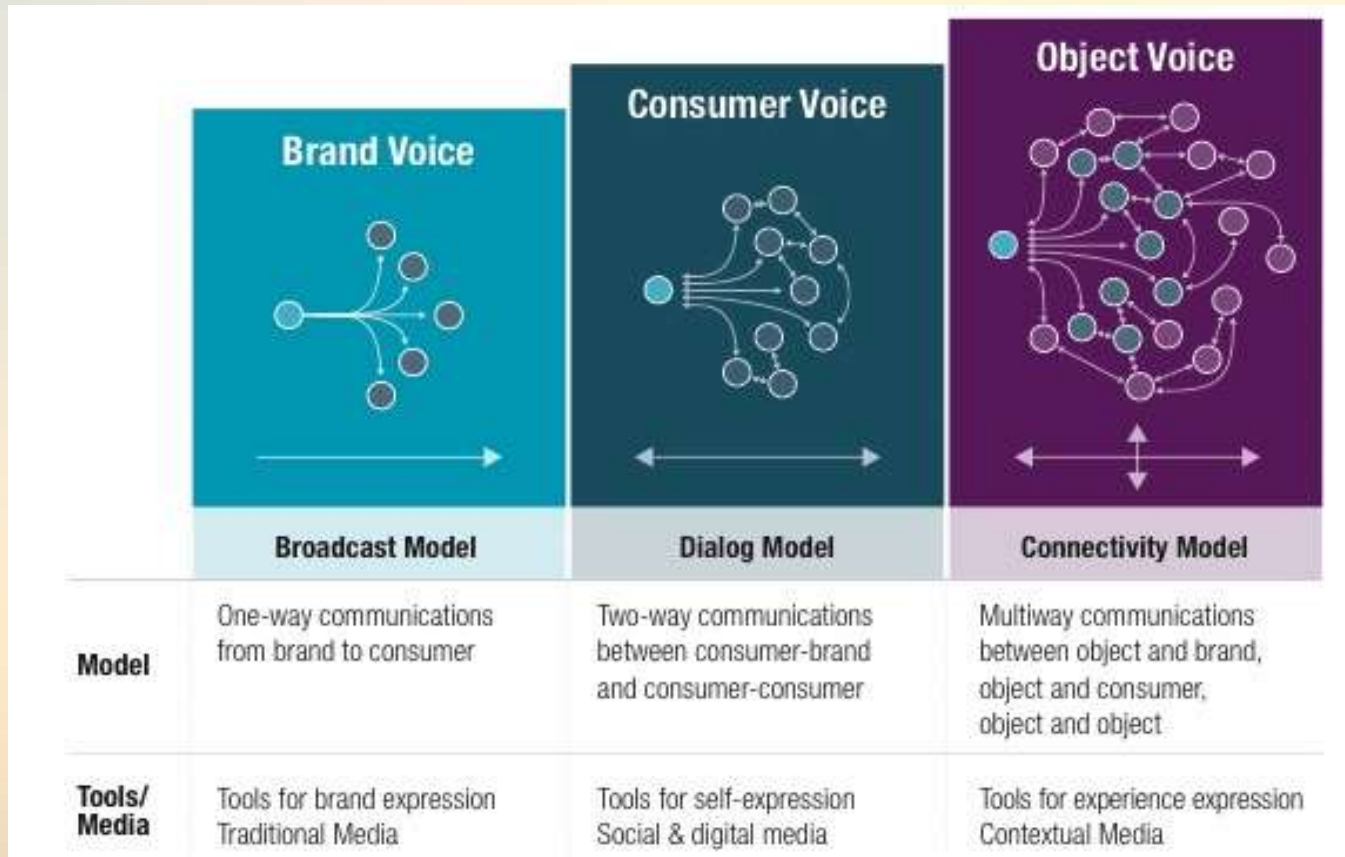 Brand Voice
Consumer Voice
Object Voice
Broadcast Model
Dialog Model
Connectivity Model
Model
One-way communications
from brand to consumer
Two-way communications
between consumer-brand
and consumer-consumer
Multiway communications
between object and brand,
object and consumer,
object and object
Tools/
Media
Tools for brand expression
Traditional Media
Tools for self-expression
Social & digital media
Tools for experience expression
Contextual Media